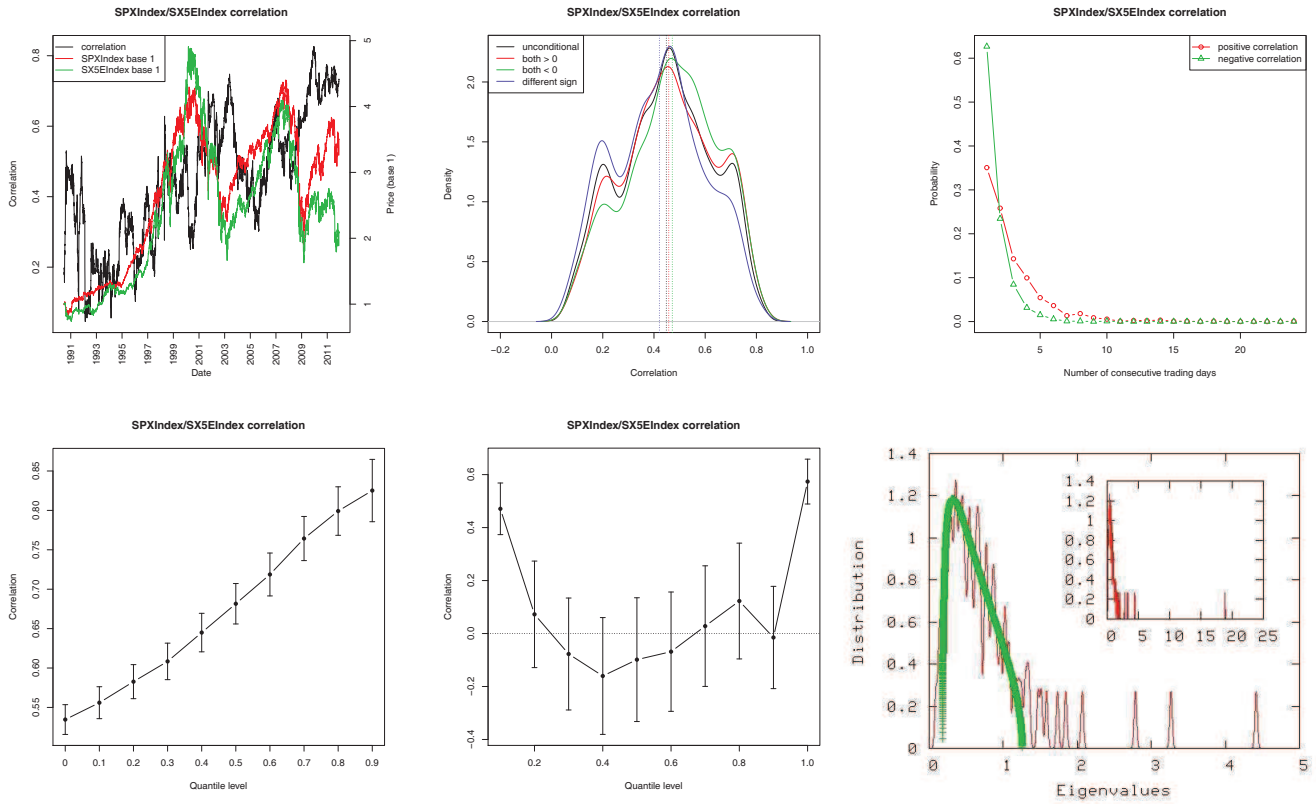 SPXIndex/SX5EIndex correlation
correlation
SPXIndex base 1
SX5EIndex base 1
Correlation
0.2 0.4 0.6 0.8
Price (base 1)
1 2 3 4 5
1991 1993 1995 1997 1999 2001 2003 2005 2007 2009 2011
Date
SPXIndex/SX5EIndex correlation
unconditional
both > 0
both < 0
different sign
Density
0.0 0.5 1.0 1.5 2.0
−0.2 0.0 0.2 0.4 0.6 0.8 1.0
Correlation
SPXIndex/SX5EIndex correlation
positive correlation
negative correlation
Probability
0.0 0.1 0.2 0.3 0.4 0.5 0.6
5 10 15 20
Number of consecutive trading days
SPXIndex/SX5EIndex correlation
Correlation
0.55 0.60 0.65 0.70 0.75 0.80 0.85
0 0.1 0.2 0.3 0.4 0.5 0.6 0.7 0.8 0.9
Quantile level
SPXIndex/SX5EIndex correlation
Correlation
−0.4 −0.2 0.0 0.2 0.4 0.6
0.2 0.4 0.6 0.8 1.0
Quantile level
Distribution
0 0.2 0.4 0.6 0.8 1 1.2 1.4
0 1 2 3 4 5
Eigenvalues
0 0.2 0.4 0.6 0.8 1 1.2 1.4
0 5 10 15 20 25